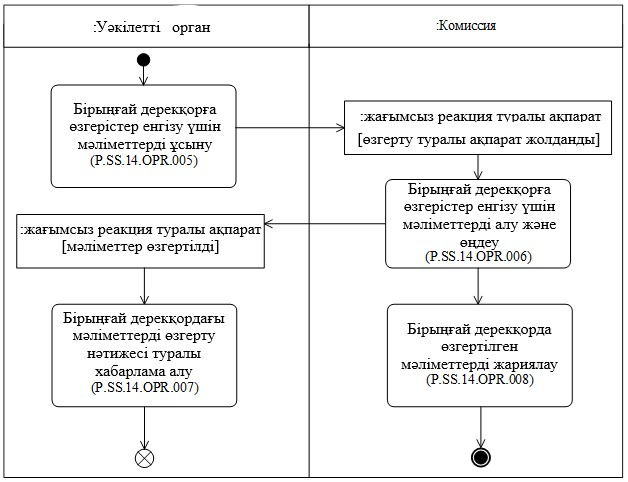 :Уәкілетті орган
:Комиссия
Бірыңғай дерекқорға
өзгерістер енгізу үшін
мәліметтерді ұсыну
(P.SS.14.OPR.005)
:жағымсыз реакция туралы ақпарат
[өзгерту туралы ақпарат жолданды]
Бірыңғай дерекқорға
өзгерістер енгізу үшін
мәліметтерді алу және
өңдеу
(P.SS.14.OPR.006)
:жағымсыз реакция туралы ақпарат
[мәліметтер өзгертілді]
Бірыңғай дерекқордағы
мәліметтерді өзгерту
нәтижесі туралы
хабарлама алу
(P.SS.14.OPR.007)
Бірыңғай дерекқорда
өзгертілген
мәліметтерді жариялау
(P.SS.14.OPR.008)